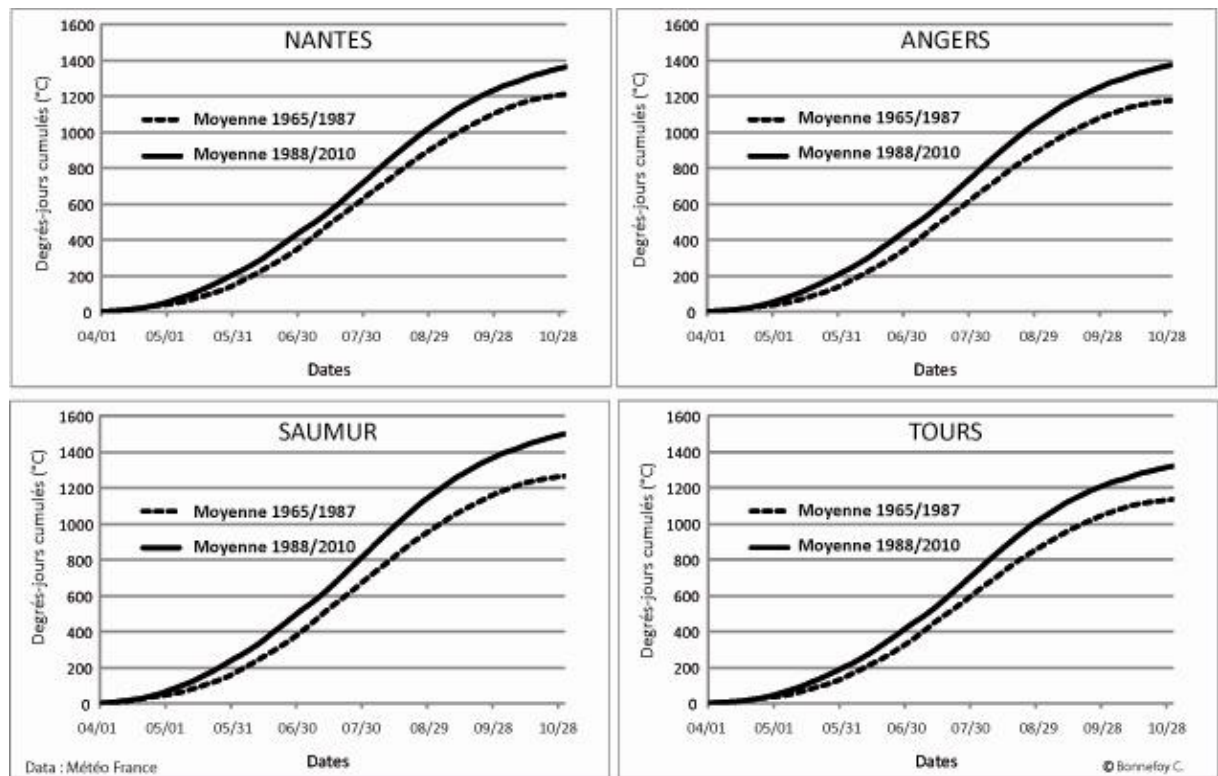 NANTES
Degrés-jours cumulés (°C)
1600
1400
1200
1000
800
600
400
200
0
Moyenne 1965/1987
Moyenne 1988/2010
04/01 05/01 05/31 06/30 07/30 08/29 09/28 10/28
Dates
ANGERS
Degrés-jours cumulés (°C)
1600
1400
1200
1000
800
600
400
200
0
Moyenne 1965/1987
Moyenne 1988/2010
04/01 05/01 05/31 06/30 07/30 08/29 09/28 10/28
Dates
SAUMUR
Degrés-jours cumulés (°C)
1600
1400
1200
1000
800
600
400
200
0
Moyenne 1965/1987
Moyenne 1988/2010
04/01 05/01 05/31 06/30 07/30 08/29 09/28 10/28
Dates
Data : Météo France
TOURS
Degrés-jours cumulés (°C)
1600
1400
1200
1000
800
600
400
200
0
Moyenne 1965/1987
Moyenne 1988/2010
04/01 05/01 05/31 06/30 07/30 08/29 09/28 10/28
Dates
© Bonnefoy C.